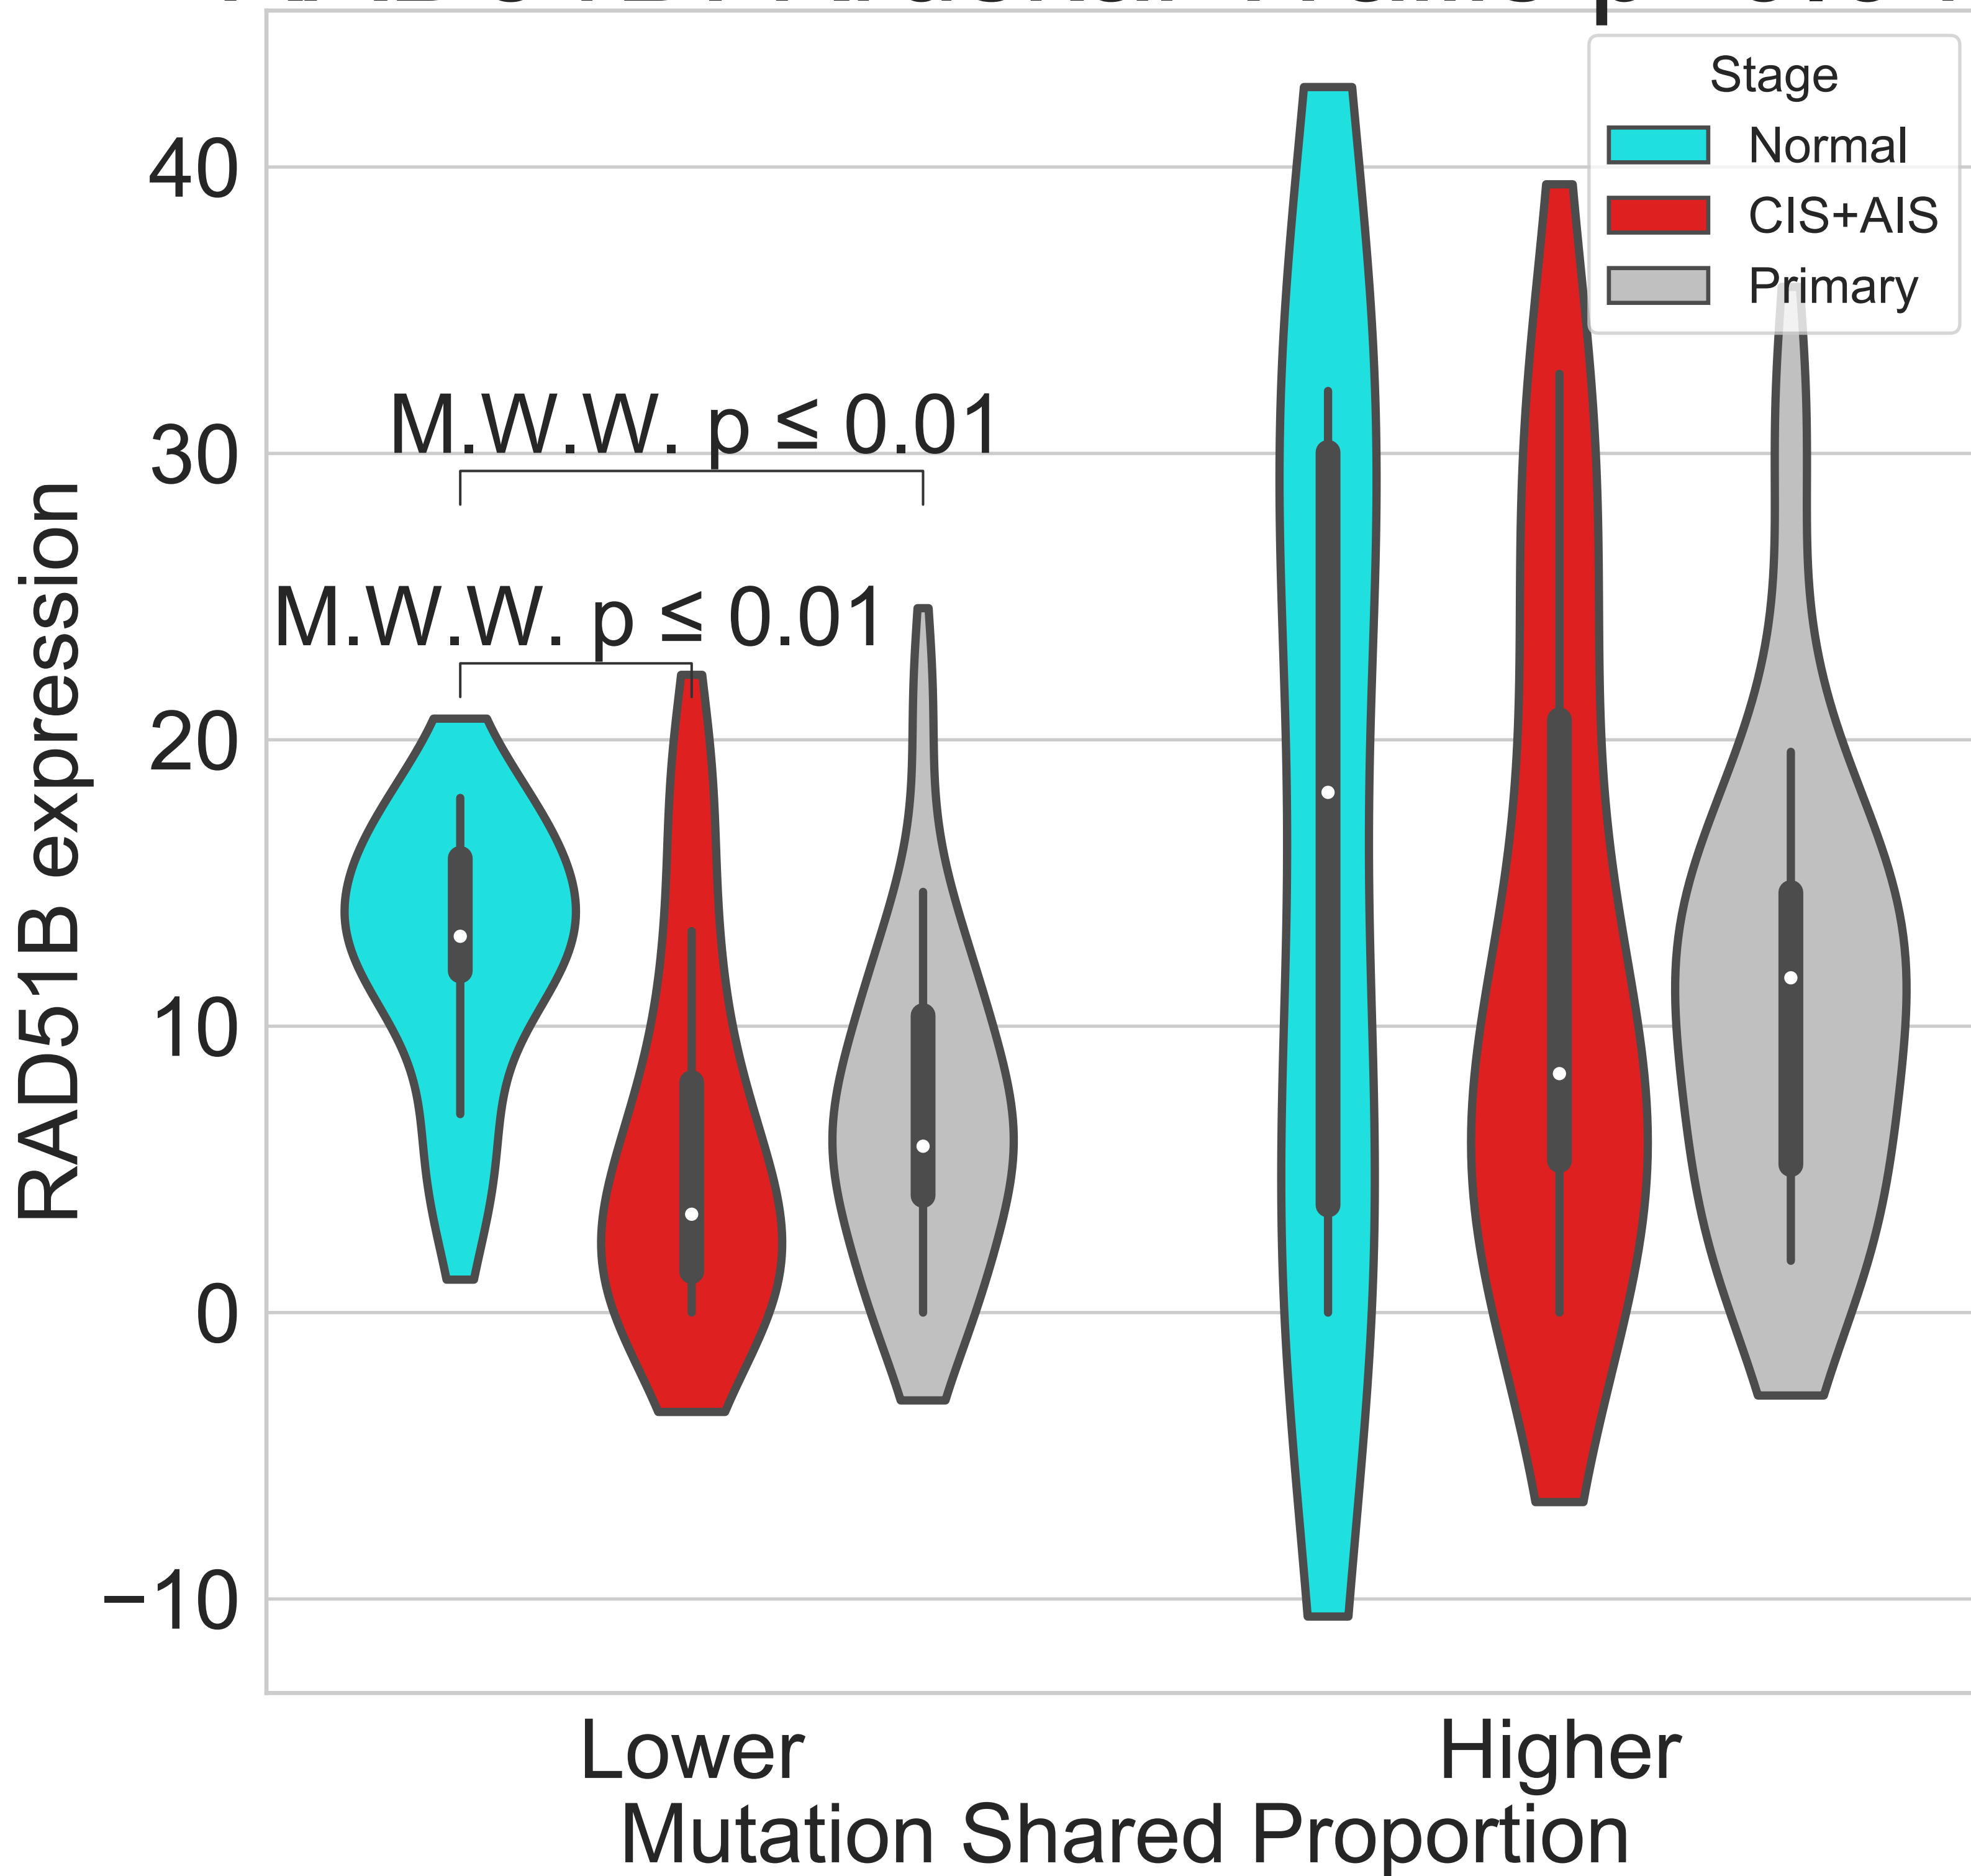 Stage
Normal
CIS+AIS
Primary
40
30
20
10
0
−10
RAD51B expression
M.W.W. p ≤ 0.01
M.W.W. p ≤ 0.01
Lower
Higher
Mutation Shared Proportion